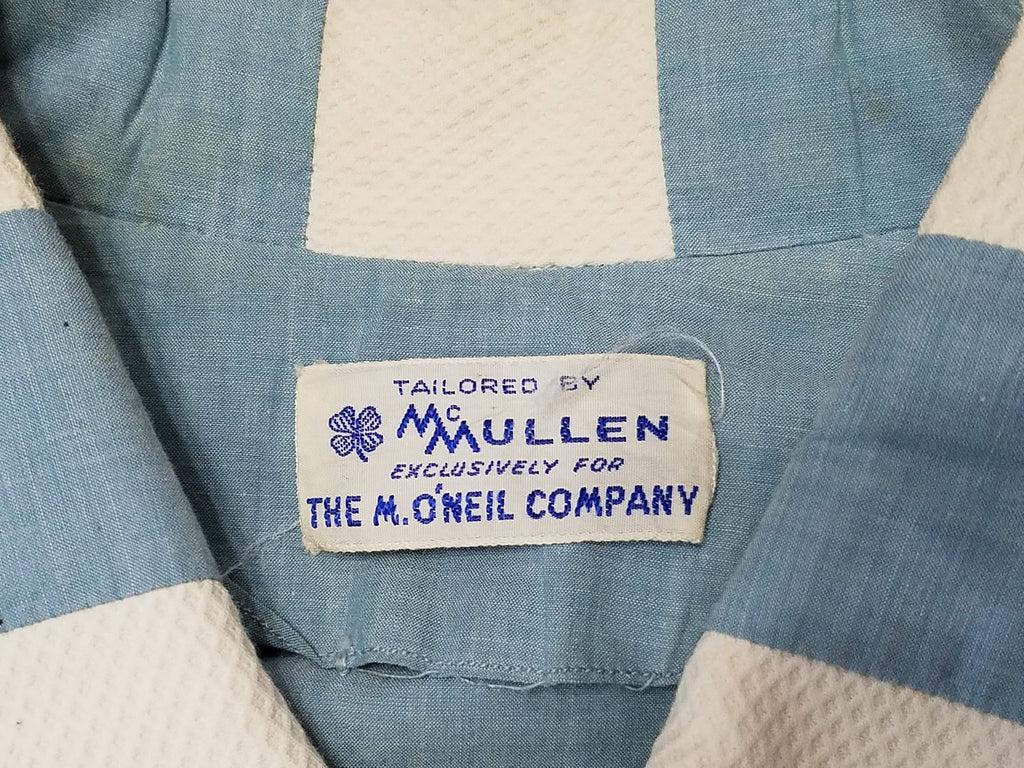 TAILORED BY
McMULLEN
EXCLUSIVELY FOR
THE M. O'NEIL COMPANY